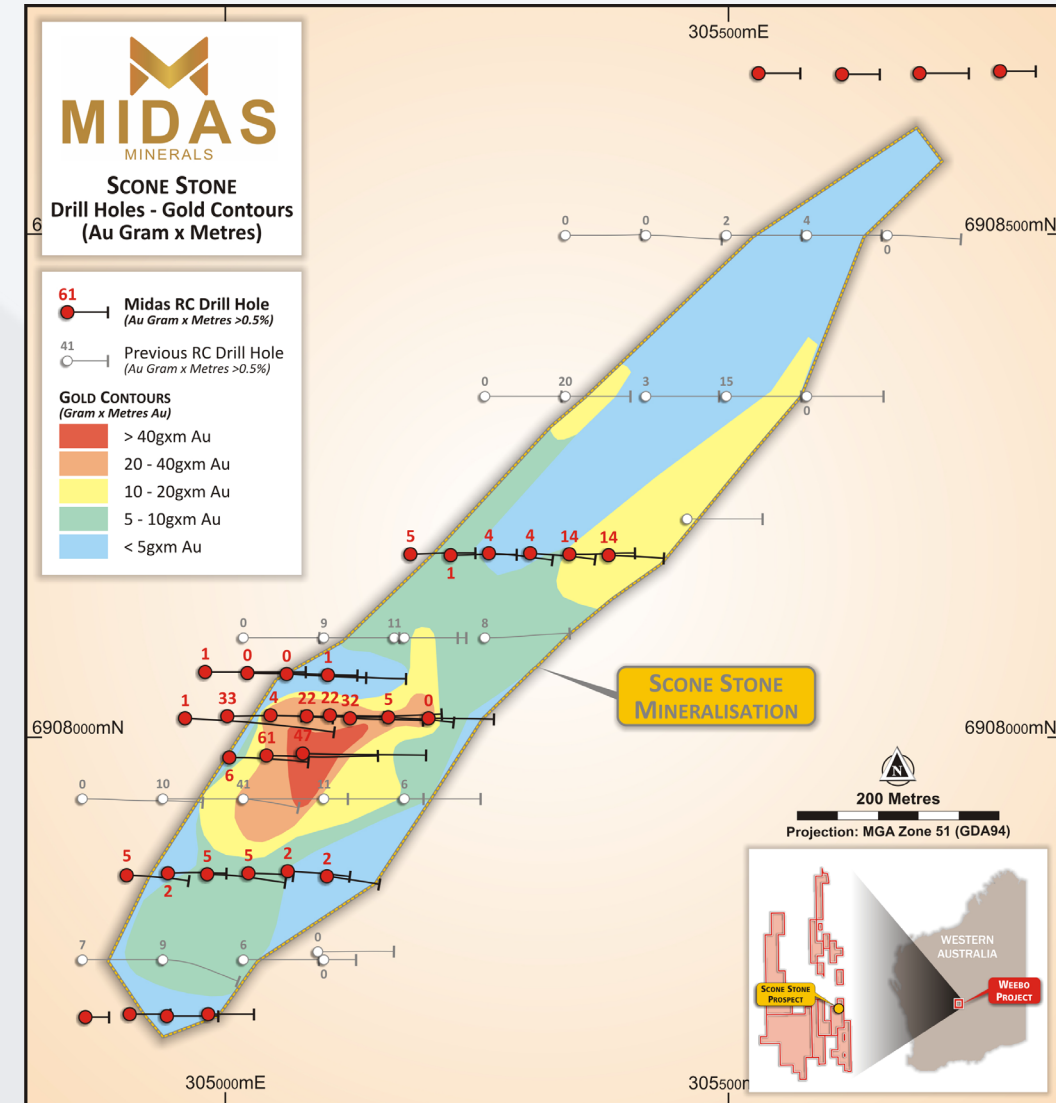 305500mE
MIDAS
MINERALS
SCONE STONE
Drill Holes - Gold Contours
(Au Gram x Metres)
6
6908500mN
0 0 2 4
0
61
Midas RC Drill Hole
(Au Gram x Metres >0.5%)
41
Previous RC Drill Hole
(Au Gram x Metres >0.5%)
GOLD CONTOURS
(Gram x Metres Au)
> 40gxm Au
20 - 40gxm Au
10 - 20gxm Au
5 - 10gxm Au
< 5gxm Au
0 20 3 15
0
5 4 4 14 14
1
0 9 11 8
1 0 0 1
SCONE STONE
MINERALISATION
1 33 4 22 22 32 5 0
6908000mN
6908000mN
61 47
6
0 10 41 11 6
N
200 Metres
Projection: MGA Zone 51 (GDA94)
5 5 5 2 2
2
7 9 6 0
0
WESTERN
AUSTRALIA
SCONE STONE
PROSPECT
WEEBO
PROJECT
305000mE
305500m